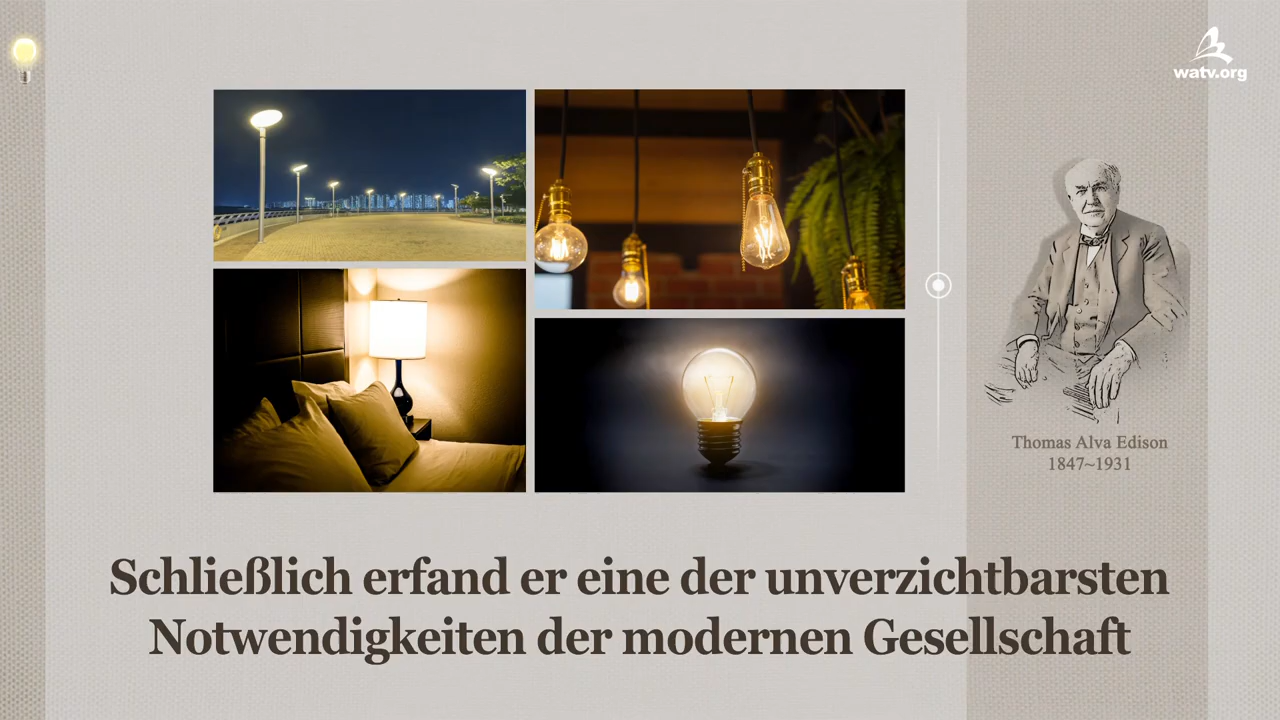 watv.org
Thomas Alva Edison
1847~1931
Schließlich erfand er eine der unverzichtbarsten
Notwendigkeiten der modernen Gesellschaft